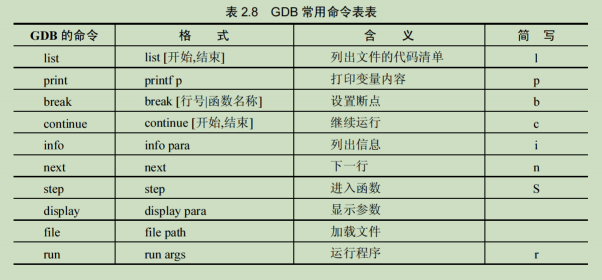 表 2.8 GDB 常用命令表表
GDB 的命令 格 式 含 义 简 写
list list [开始,结束] 列出文件的代码清单 l
print printf p 打印变量内容 p
break break [行号|函数名称] 设置断点 b
continue continue [开始,结束] 继续运行 c
info info para 列出信息 i
next next 下一行 n
step step 进入函数 S
display display para 显示参数
file file path 加载文件
run run args 运行程序 r